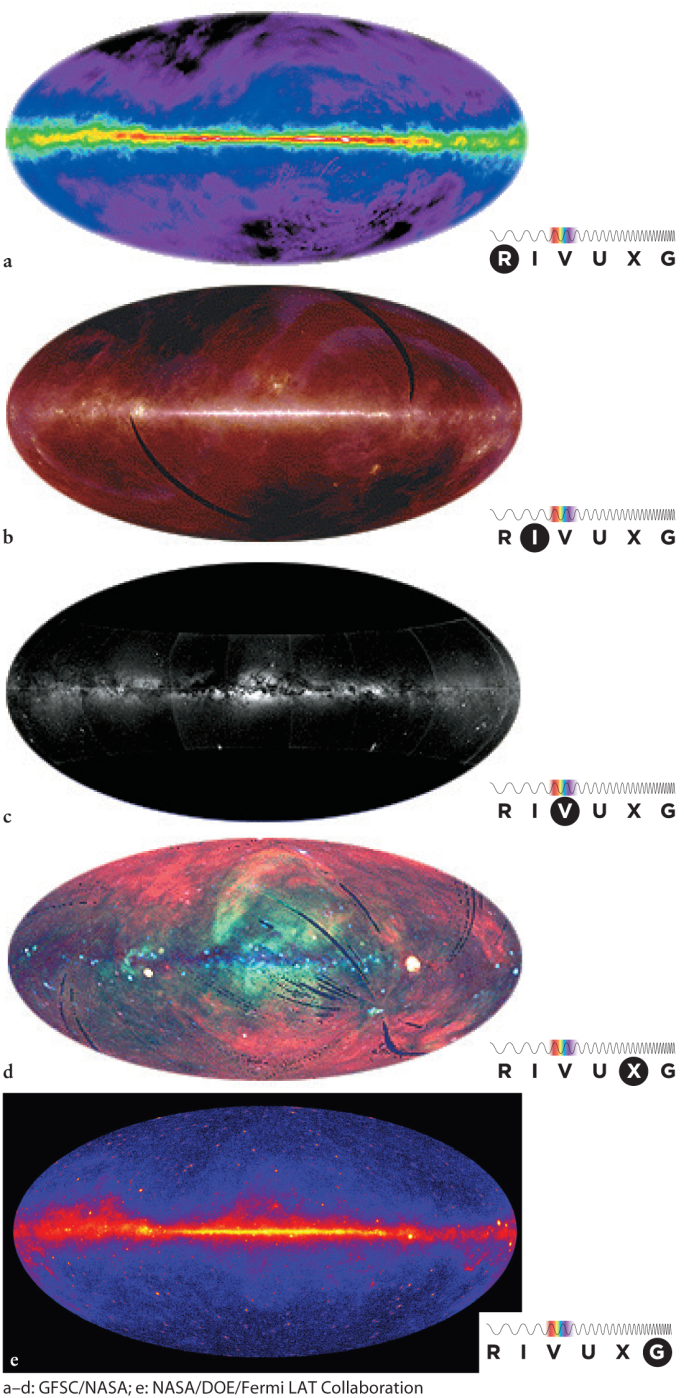 a
R I V U X G
b
R I V U X G
c
R I V U X G
d
R I V U X G
e
R I V U X G
a–d: GFSC/NASA; e: NASA/DOE/Fermi LAT Collaboration